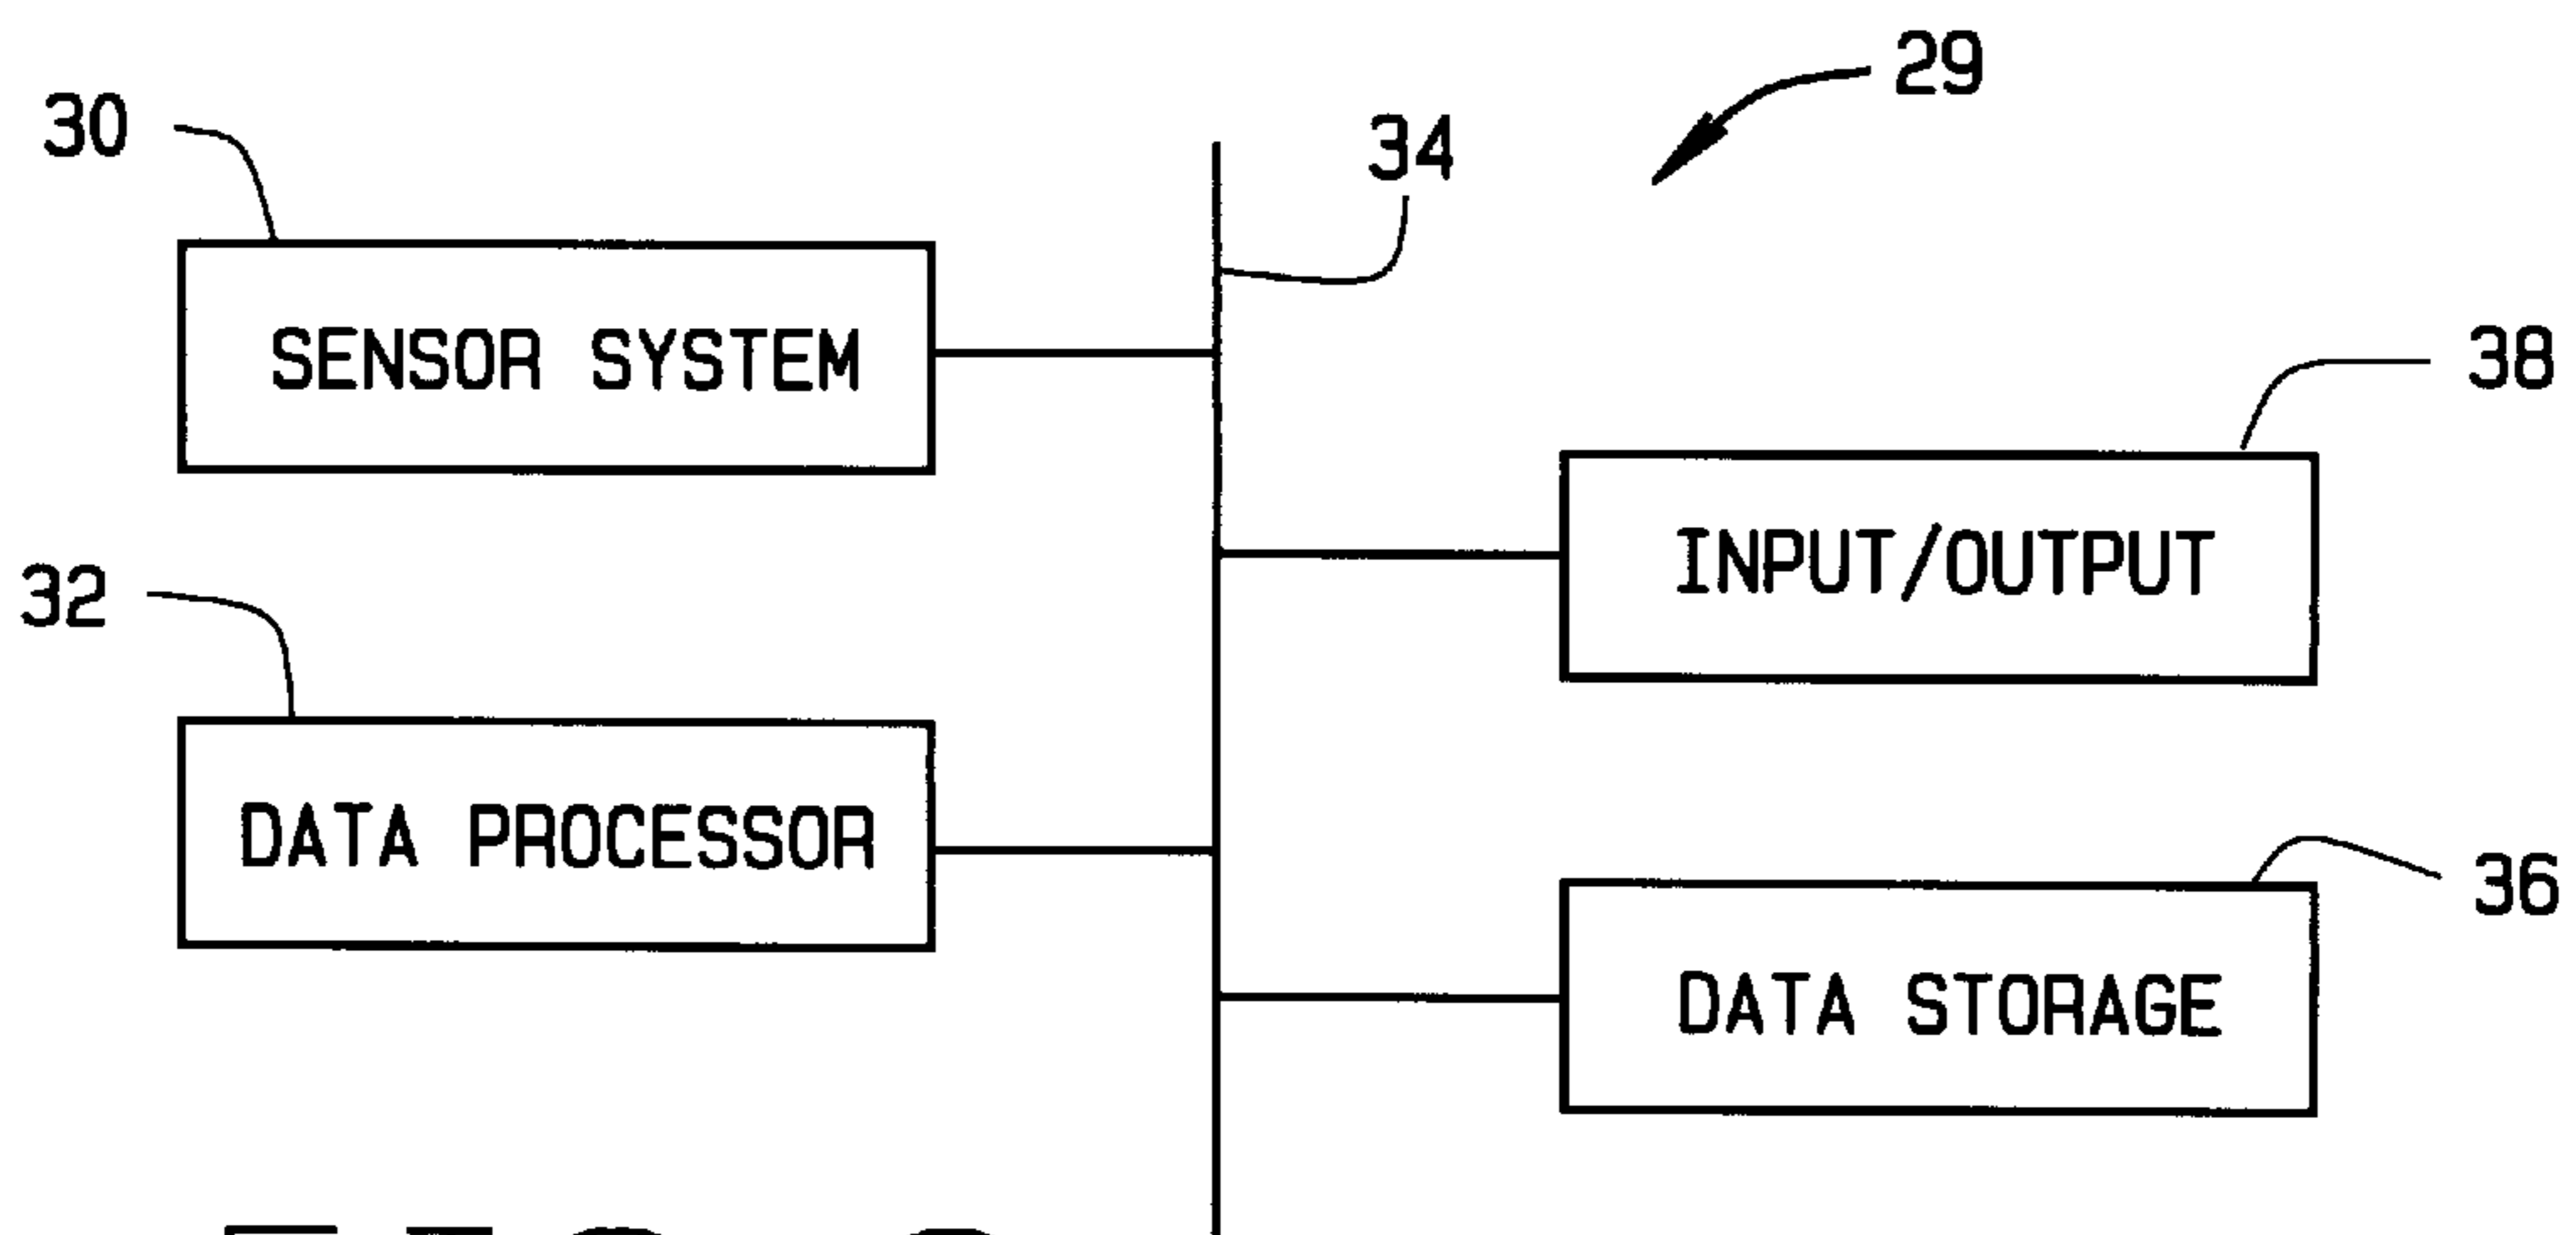 29
30
34
SENSOR SYSTEM
38
INPUT/OUTPUT
32
DATA PROCESSOR
36
DATA STORAGE